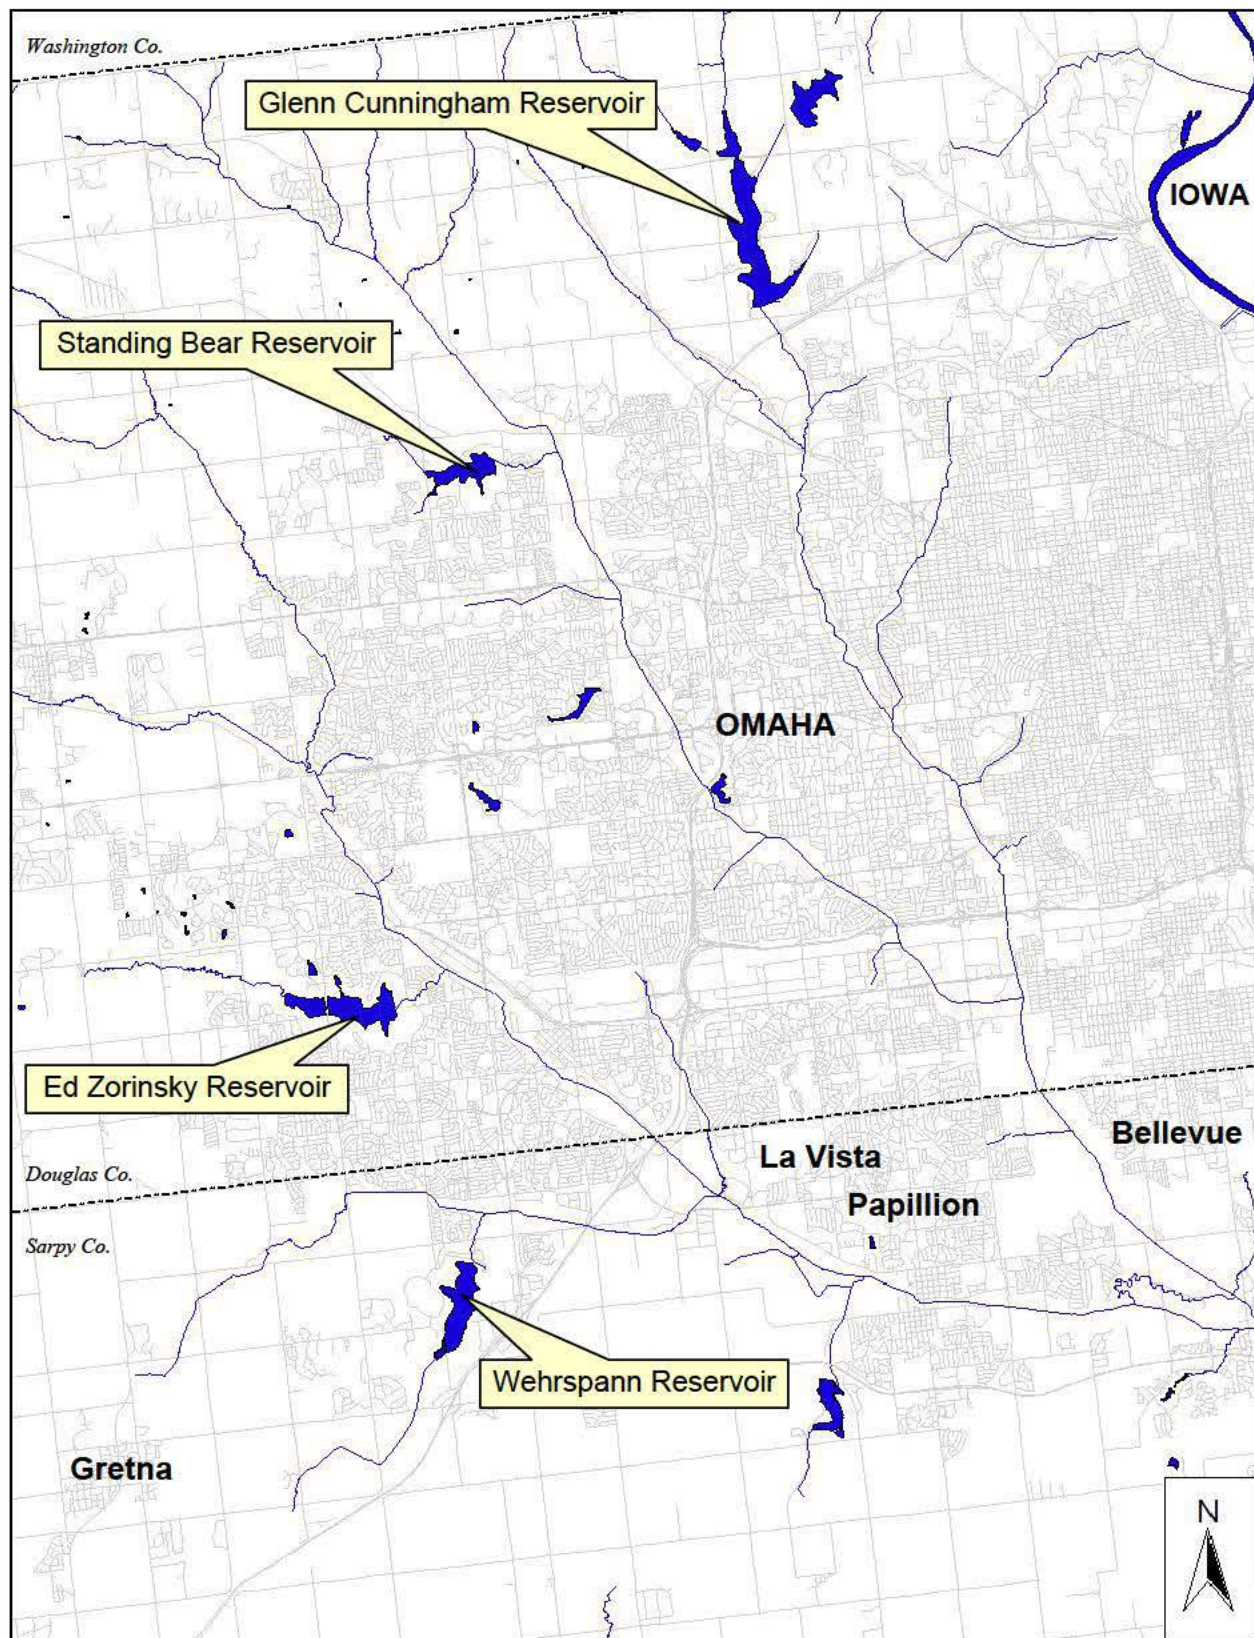 Washington Co.
Glenn Cunningham Reservoir
IOWA
Standing Bear Reservoir
OMAHA
Ed Zorinsky Reservoir
Bellevue
La Vista
Douglas Co.
Papillion
Sarpy Co.
Wehrspann Reservoir
Gretna
N